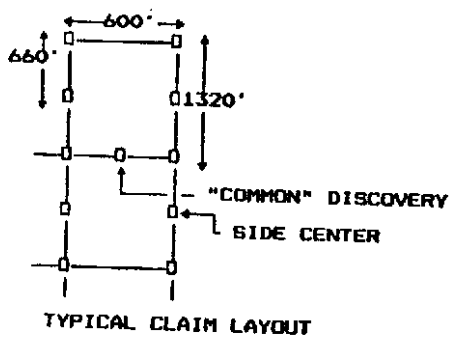 600'
660'
1320'
"COMMON" DISCOVERY
SIDE CENTER
TYPICAL CLAIM LAYOUT